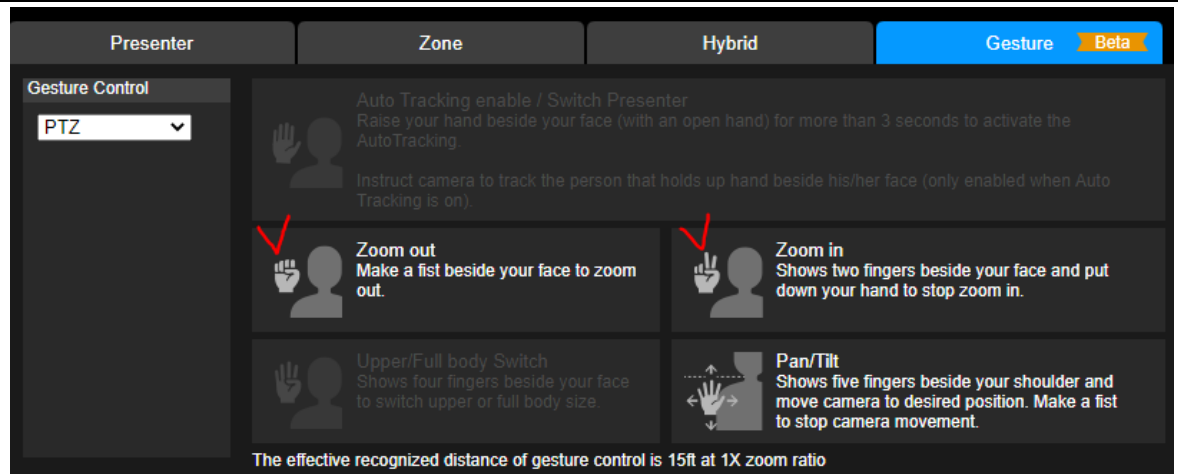 Presenter
Zone
Hybrid
Gesture
Beta
Gesture Control
PTZ
Auto Tracking enable / Switch Presenter
Raise your hand beside your face (with an open hand) for more than 3 seconds to activate the
AutoTracking.
Instruct camera to track the person that holds up hand beside his/her face (only enabled when Auto
Tracking is on).
Zoom out
Make a fist beside your face to zoom
out.
Zoom in
Shows two fingers beside your face and put
down your hand to stop zoom in.
Upper/Full body Switch
Shows four fingers beside your face
to switch upper or full body size.
Pan/Tilt
Shows five fingers beside your shoulder and
move camera to desired position. Make a fist
to stop camera movement.
The effective recognized distance of gesture control is 15ft at 1X zoom ratio